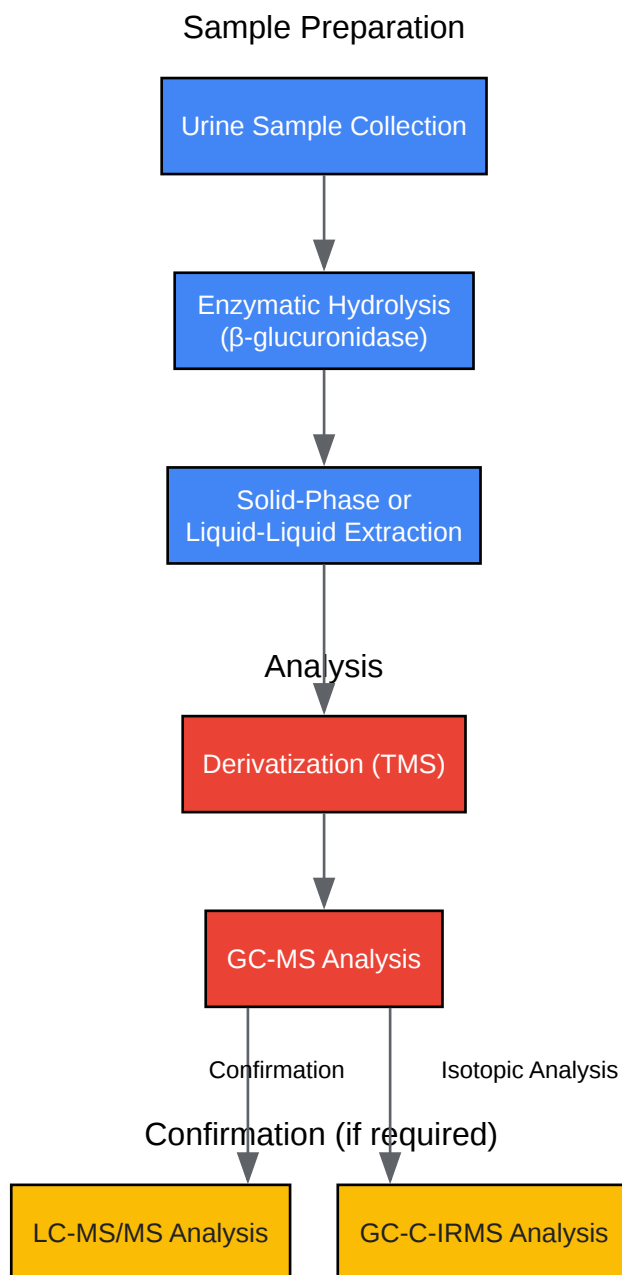 Sample Preparation
Urine Sample Collection
Enzymatic Hydrolysis
(β-glucuronidase)
Solid-Phase or
Liquid-Liquid Extraction
Analysis
Derivatization (TMS)
GC-MS Analysis
Confirmation
Isotopic Analysis
Confirmation (if required)
LC-MS/MS Analysis
GC-C-IRMS Analysis